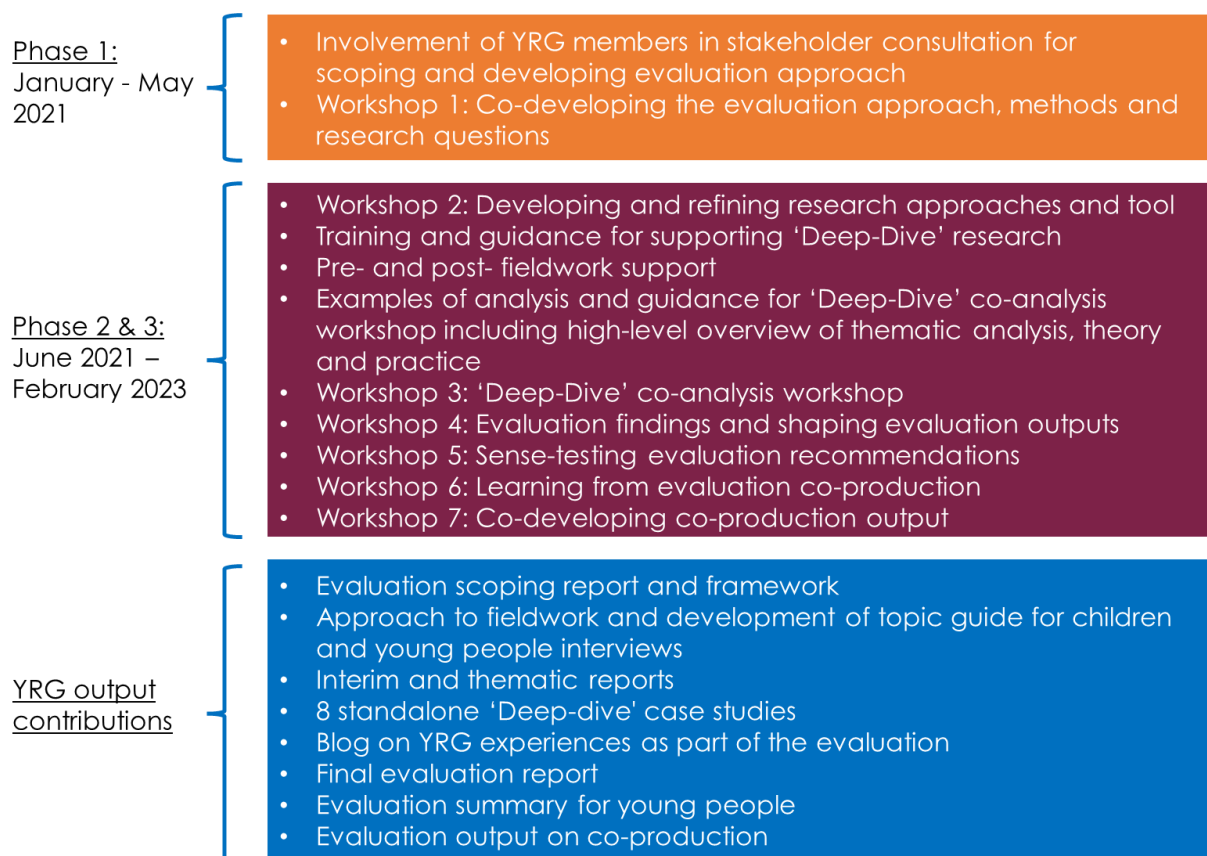 Phase 1:
January - May
2021
• Involvement of YRG members in stakeholder consultation for
scoping and developing evaluation approach
• Workshop 1: Co-developing the evaluation approach, methods and
research questions
Phase 2 & 3:
June 2021 –
February 2023
• Workshop 2: Developing and refining research approaches and tool
• Training and guidance for supporting ‘Deep-Dive’ research
• Pre- and post- fieldwork support
• Examples of analysis and guidance for ‘Deep-Dive’ co-analysis
workshop including high-level overview of thematic analysis, theory
and practice
• Workshop 3: ‘Deep-Dive’ co-analysis workshop
• Workshop 4: Evaluation findings and shaping evaluation outputs
• Workshop 5: Sense-testing evaluation recommendations
• Workshop 6: Learning from evaluation co-production
• Workshop 7: Co-developing co-production output
YRG output
contributions
• Evaluation scoping report and framework
• Approach to fieldwork and development of topic guide for children
and young people interviews
• Interim and thematic reports
• 8 standalone ‘Deep-dive' case studies
• Blog on YRG experiences as part of the evaluation
• Final evaluation report
• Evaluation summary for young people
• Evaluation output on co-production